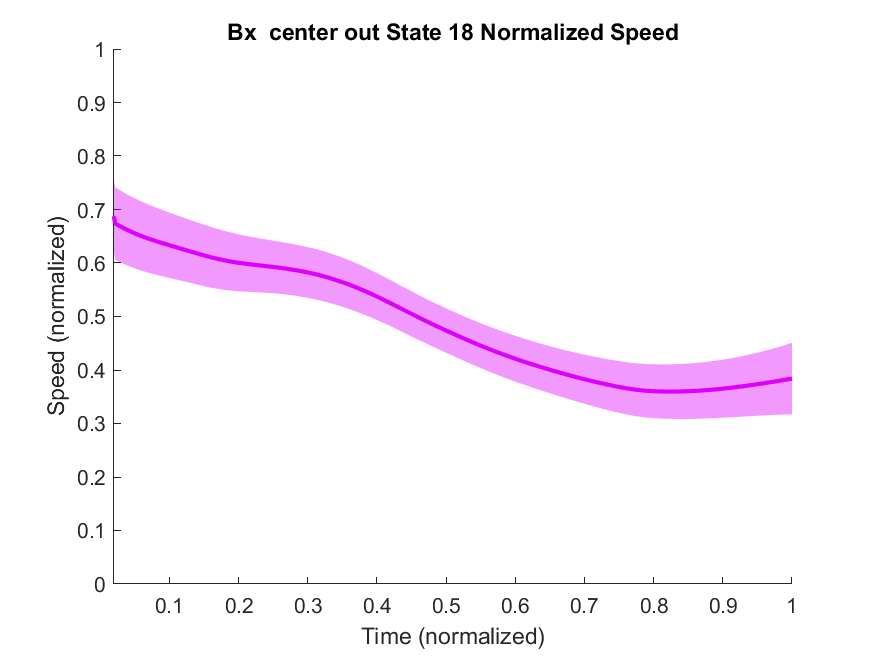 Bx  center out State 18 Normalized Speed
1
0.9
0.8
0.7
0.6
0.5
0.4
0.3
0.2
0.1
0
Speed (normalized)
0.1 0.2 0.3 0.4 0.5 0.6 0.7 0.8 0.9 1
Time (normalized)